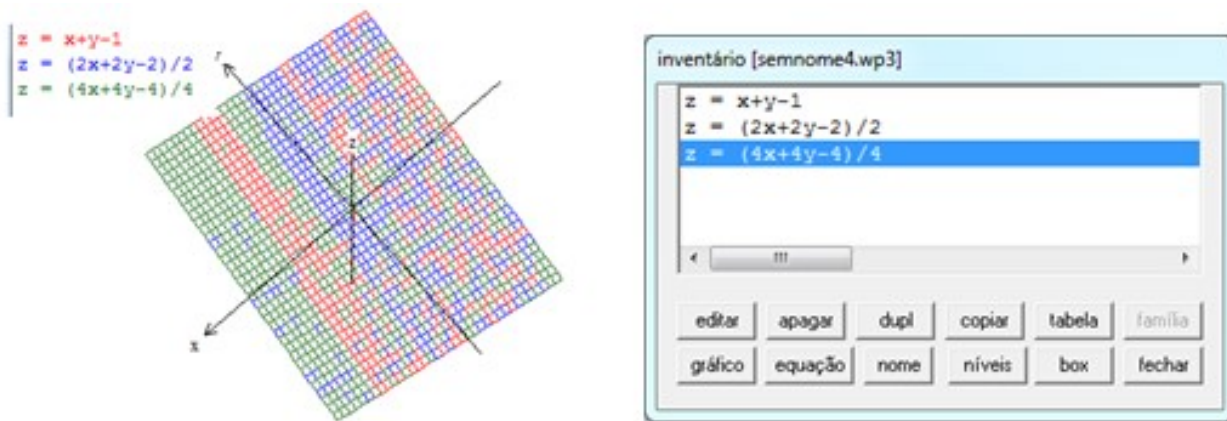 z = x+y-1
z = (2x+2y-2)/2
z = (4x+4y-4)/4
r
z
x
inventário [semnome4.wp3]
z = x+y-1
z = (2x+2y-2)/2
z = (4x+4y-4)/4
editar apagar dupl copiar tabela família
gráfico equação nome níveis box fechar